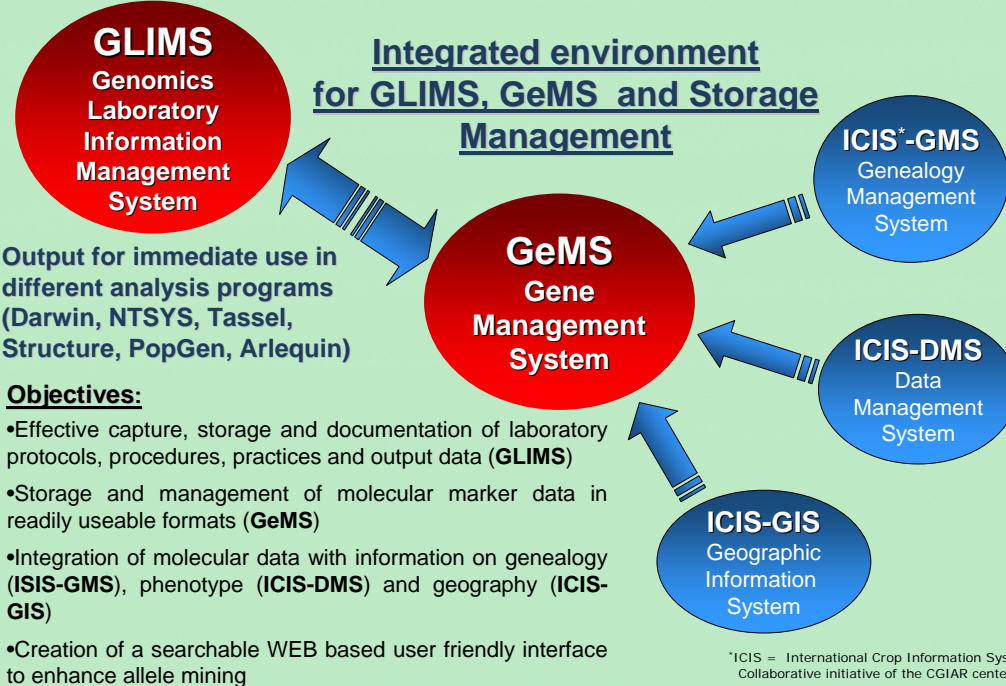 GLIMS
Genomics
Laboratory
Information
Management
System
Integrated environment
for GLIMS, GeMS and Storage
Management
ICIS*-GMS
Genealogy
Management
System
GeMS
Gene
Management
System
Output for immediate use in
different analysis programs
(Darwin, NTSYS, Tassel,
Structure, PopGen, Arlequin)
ICIS-DMS
Data
Management
System
Objectives:
•Effective capture, storage and documentation of laboratory
protocols, procedures, practices and output data (GLIMS)
•Storage and management of molecular marker data in
readily useable formats (GeMS)
•Integration of molecular data with information on genealogy
(ISIS-GMS), phenotype (ICIS-DMS) and geography (ICIS-
GIS)
•Creation of a searchable WEB based user friendly interface
to enhance allele mining
ICIS-GIS
Geographic
Information
System
*ICIS = International Crop Information
Collaborative initiative of the CGIAR